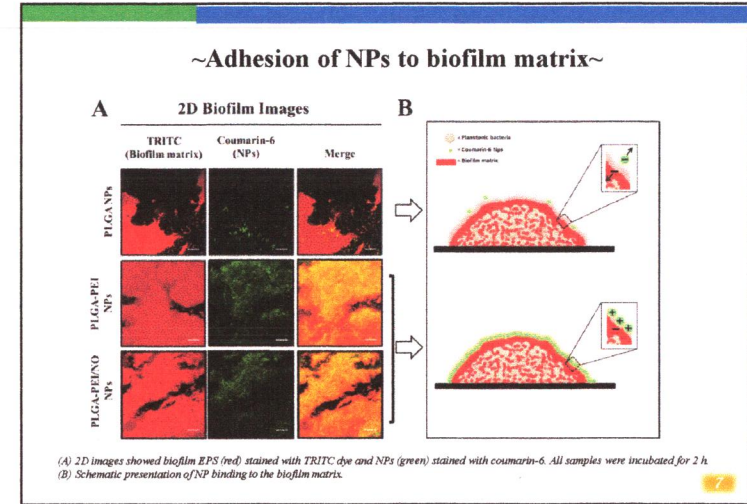 ~Adhesion of NPs to biofilm matrix~
A
2D Biofilm Images
TRITC
(Biofilm matrix)
Coumarin-6
(NPs)
Merge
PLGA NPs
PLGA-PEI
NPs
PLGA-PEI/NO
NPs
B
: Planktonic bacteria
: Coumarin-6 Nps
: Biofilm matrix
(A) 2D images showed biofilm EPS (red) stained with TRITC dye and NPs (green) stained with coumarin-6. All samples were incubated for 2 h.
(B) Schematic presentation of NP binding to the biofilm matrix.
7